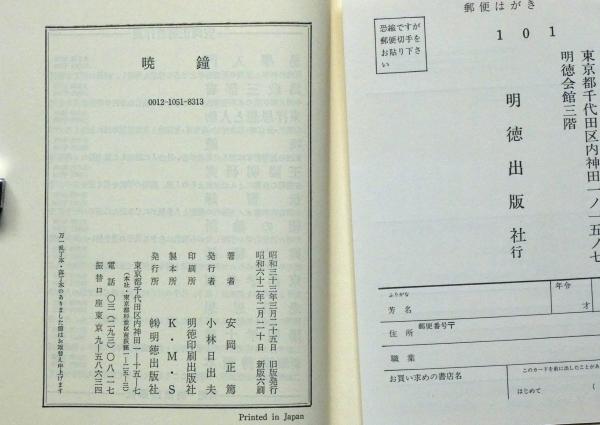 暁鐘
0012-1051-8313
昭和三十三年三月二十五日 旧版発行
昭和六十二年二月二十日 新版六刷
著者 安岡正篤
発行者 小林日出夫
印刷所 明徳印刷出版社
製本所 K・M・S
発行所 ㈱明徳出版社
東京都千代田区内神田一―十五―七
電話〇三(二九三)〇八二七
振替口座東京九―五八六三四
万一乱丁本・落丁本のありました節はお取替え申上げます
Printed in Japan
郵便はがき
恐縮ですが
郵便切手を
お貼り下さ
い
101
東京都千代田区内神田一ノ一五ノ七
明徳会館三階
明徳出版社行
ふりがな
芳名
年令
才
住所
郵便番号〒
職業
お買い求めの書店名
このカードを前に出したことがあ
はじめて